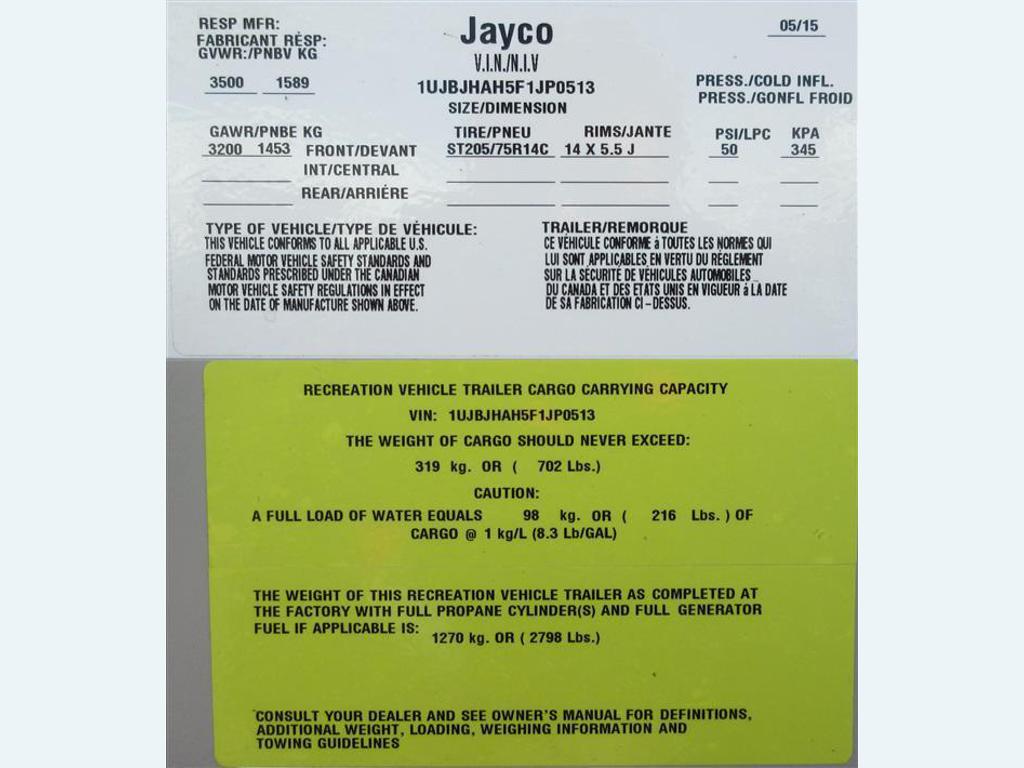 RESP MFR:
FABRICANT RĖSP:
GVWR:/PNBV KG
3500 1589
Jayco
V.I.N./N.I.V
1UJBJHAH5F1JP0513
SIZE/DIMENSION
05/15
PRESS./COLD INFL.
PRESS./GONFL FROID
GAWR/PNBE KG TIRE/PNEU RIMS/JANTE PSI/LPC KPA
3200 1453 FRONT/DEVANT ST205/75R14C 14 X 5.5 J 50 345
INT/CENTRAL
REAR/ARRIÉRE
TYPE OF VEHICLE/TYPE DE VĖHICULE:
THIS VEHICLE CONFORMS TO ALL APPLICABLE U.S.
FEDERAL MOTOR VEHICLE SAFETY STANDARDS AND
STANDARDS PRESCRIBED UNDER THE CANADIAN
MOTOR VEHICLE SAFETY REGULATIONS IN EFFECT
ON THE DATE OF MANUFACTURE SHOWN ABOVE.
TRAILER/REMORQUE
CE VÉHICULE CONFORME à TOUTES LES NORMES QUI
LUI SONT APPLICABLES EN VERTU DU RÈGLEMENT
SUR LA SÉCURITÉ DE VÉHICULES AUTOMOBILES
DU CANADA ET DES ETATS UNIS EN VIGUEUR à LA DATE
DE SA FABRICATION CI-DESSUS.
RECREATION VEHICLE TRAILER CARGO CARRYING CAPACITY
VIN: 1UJBJHAH5F1JP0513
THE WEIGHT OF CARGO SHOULD NEVER EXCEED:
319 kg. OR ( 702 Lbs.)
CAUTION:
A FULL LOAD OF WATER EQUALS 98 kg. OR ( 216 Lbs. ) OF
CARGO @ 1 kg/L (8.3 Lb/GAL)
THE WEIGHT OF THIS RECREATION VEHICLE TRAILER AS COMPLETED AT
THE FACTORY WITH FULL PROPANE CYLINDER(S) AND FULL GENERATOR
FUEL IF APPLICABLE IS: 1270 kg. OR ( 2798 Lbs.)
CONSULT YOUR DEALER AND SEE OWNER'S MANUAL FOR DEFINITIONS,
ADDITIONAL WEIGHT, LOADING, WEIGHING INFORMATION AND
TOWING GUIDELINES